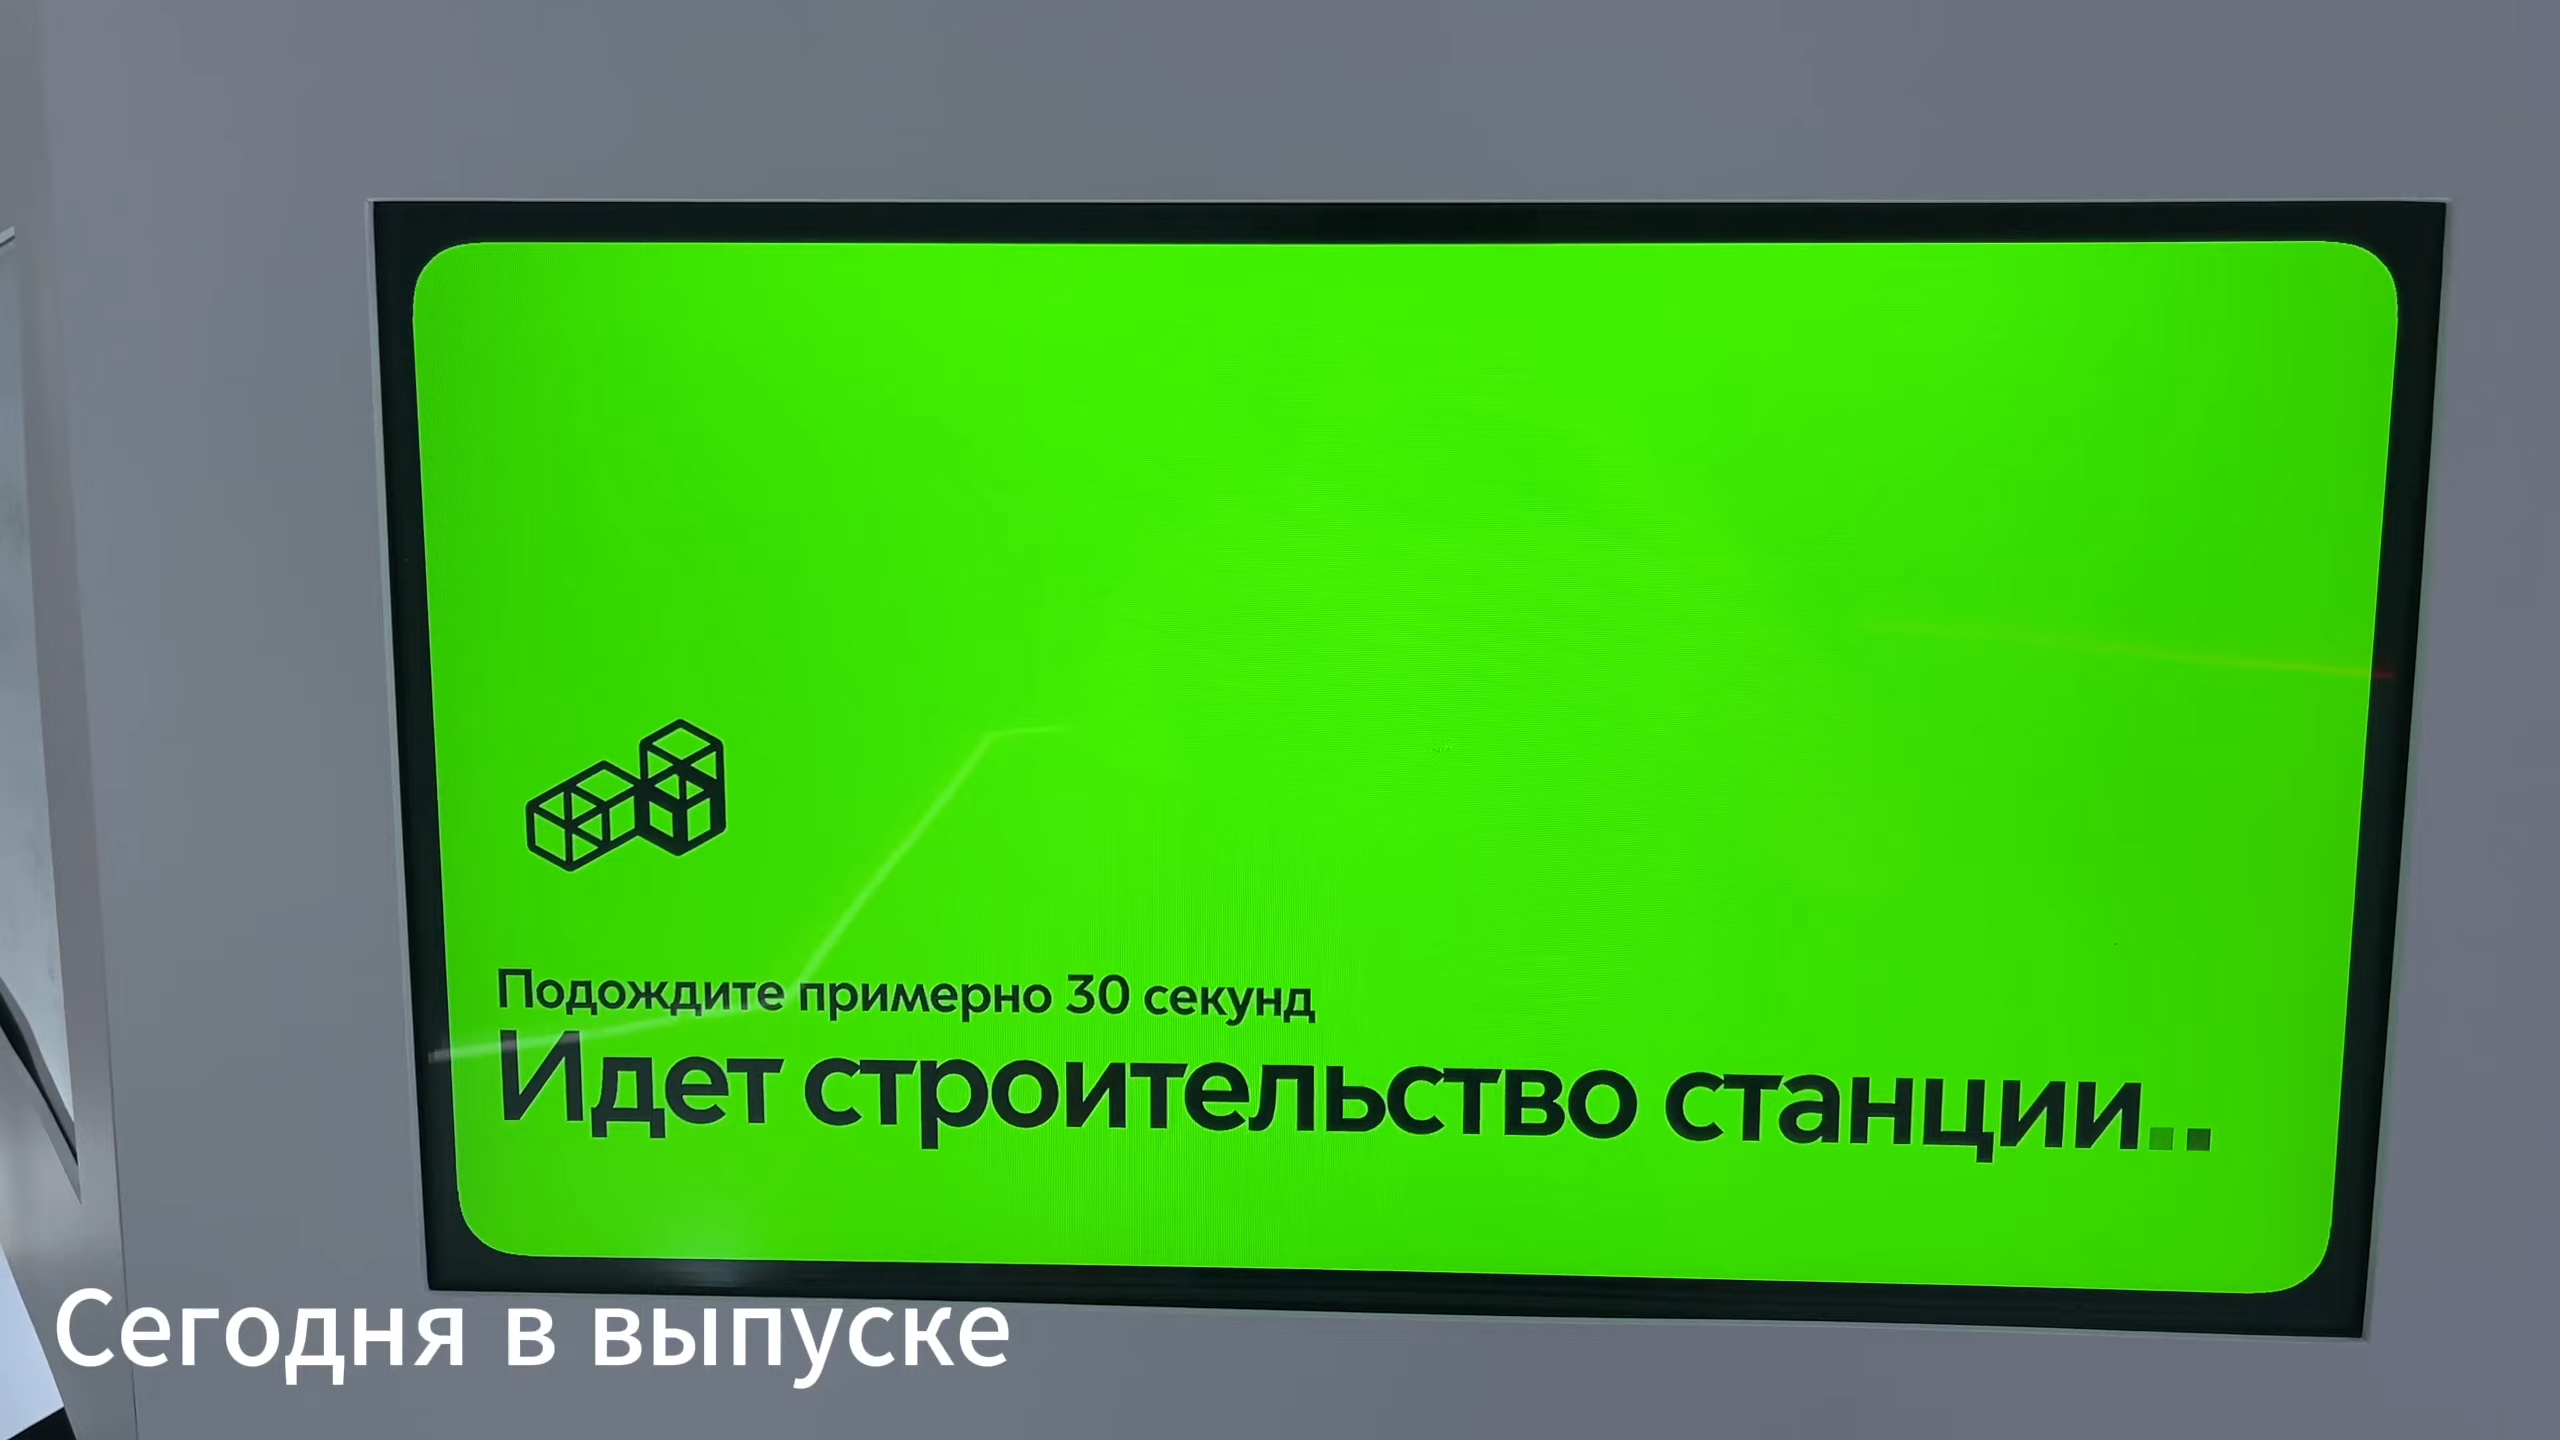 Подождите примерно 30 секунд
Идет строительство станции..
Сегодня в выпуске